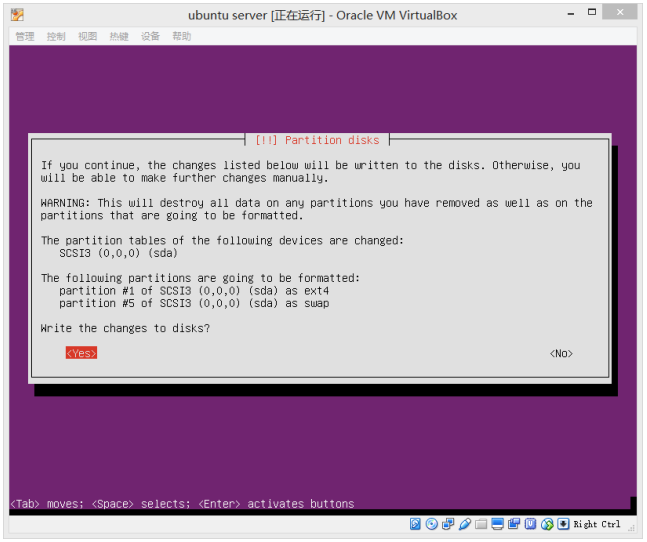 ubuntu server [正在运行] - Oracle VM VirtualBox
管理 控制 视图 热键 设备 帮助
[!!] Partition disks
If you continue, the changes listed below will be written to the disks. Otherwise, you
will be able to make further changes manually.
WARNING: This will destroy all data on any partitions you have removed as well as on the
partitions that are going to be formatted.
The partition tables of the following devices are changed:
SCSI3 (0,0,0) (sda)
The following partitions are going to be formatted:
partition #1 of SCSI3 (0,0,0) (sda) as ext4
partition #5 of SCSI3 (0,0,0) (sda) as swap
Write the changes to disks?
<Yes> <No>
<Tab> moves; <Space> selects; <Enter> activates buttons
Right Ctrl